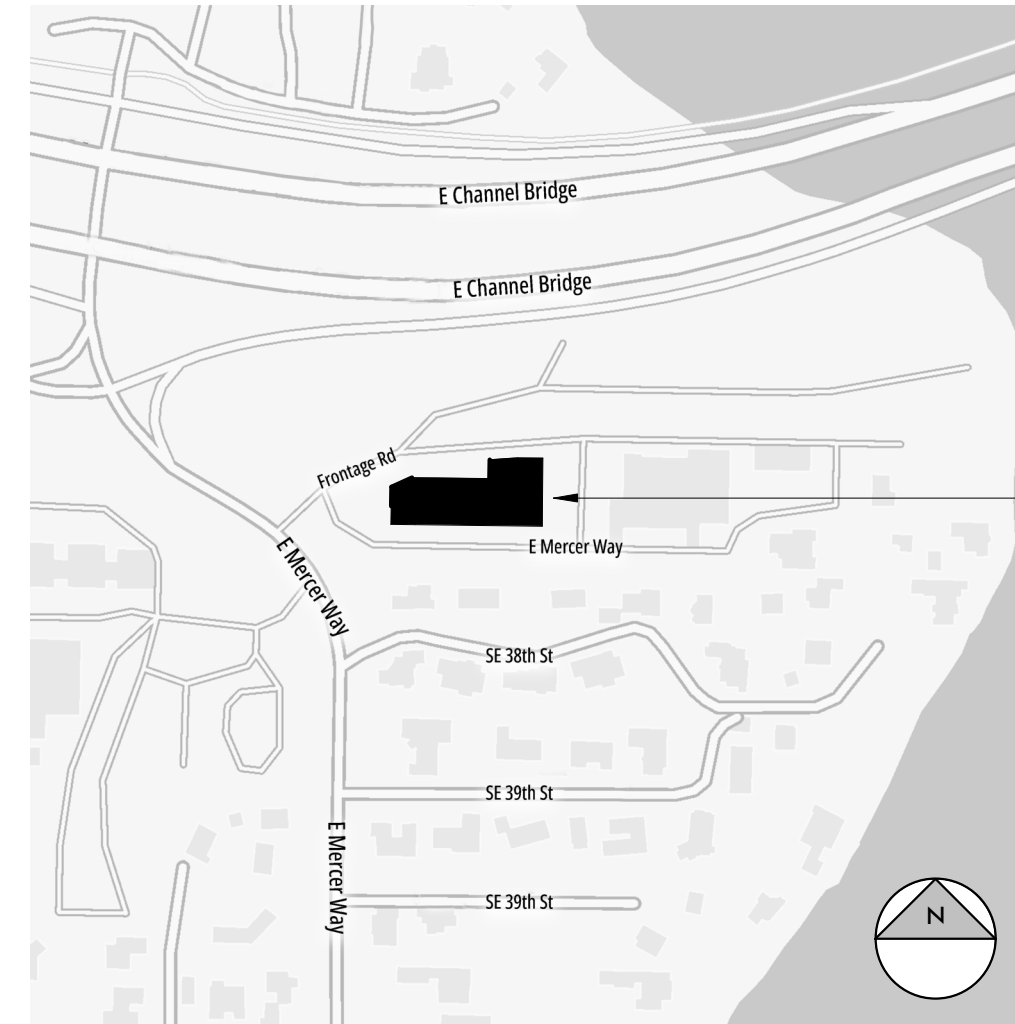 E Channel Bridge
E Channel Bridge
Frontage Rd
E Mercer Way
E Mercer Way
SE 38th St
SE 39th St
E Mercer Way
SE 39th St
N